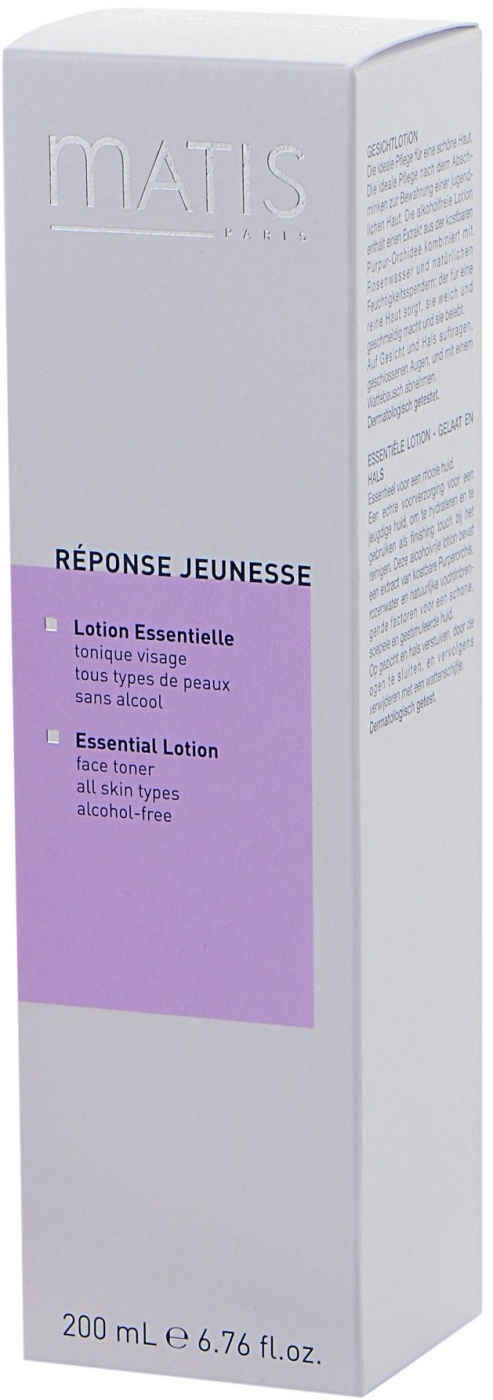 MATIS
PARIS
RÉPONSE JEUNESSE
Lotion Essentielle
tonique visage
tous types de peaux
sans alcool
Essential Lotion
face toner
all skin types
alcohol-free
200 mL ℮ 6.76 fl.oz.
GESICHTLOTION
Die ideale Pflege für eine schöne Haut.
Die ideale Pflege nach dem Absch-
minken zur Bewahrung einer jugend-
lichen Haut. Die alkoholfreie Lotion
enthält einen Extrakt aus der kostbaren
Purpur-Orchidee kombiniert mit
Rosenwasser und natürlichen
Feuchtigkeitsspendern; der für eine
reine Haut sorgt, sie weich und
geschmeidig macht und sie belebt.
Auf Gesicht und Hals auftragen,
geschlossenen Augen, und mit einem
Wattebausch abnehmen.
Dermatologisch getestet.
ESSENTIËLE LOTION - GELAAT EN
HALS
Essentieel voor een mooie huid.
Een echte voorverzorging voor een
jeugdige huid, om te hydrateren en te
gebruiken als finishing touch bij het
reinigen. Deze alcoholvrije lotion bevat
een extract van kostbare Purperorchis,
rozenwater en natuurlijke vochtinbren-
gende factoren voor een schone,
soepele en gestimuleerde huid.
Op gezicht en hals verstuiven, door de
ogen te sluiten, en vervolgens
verwijderen met een wattenschijfje.
Dermatologisch getest.